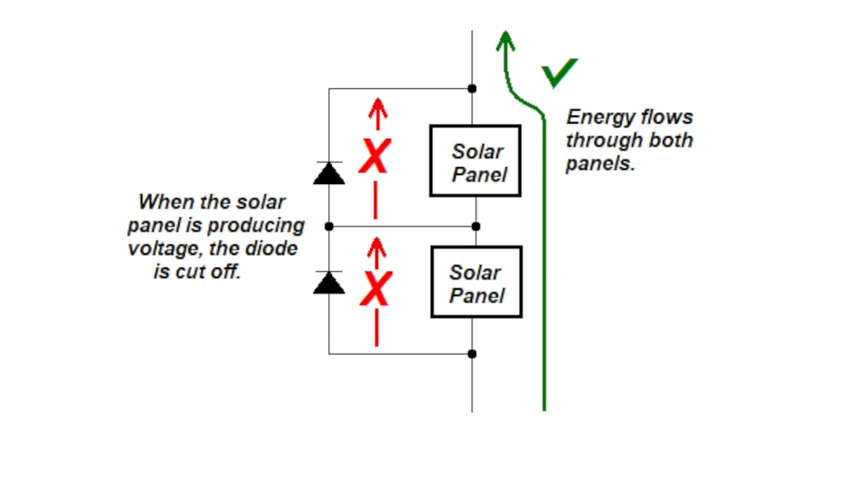 Energy flows
through both
panels.
Solar
Panel
When the solar
panel is producing
voltage, the diode
is cut off.
Solar
Panel
X
X